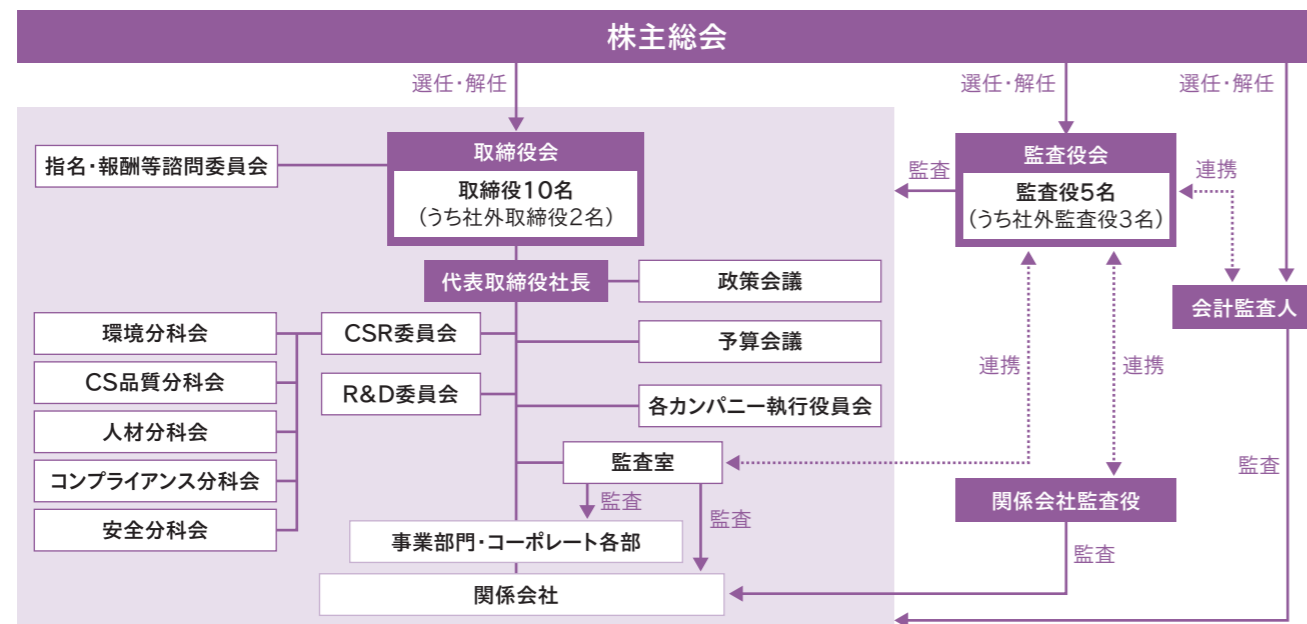 株主総会
選任・解任
選任・解任
選任・解任
指名・報酬等諮問委員会
取締役会
取締役10名
(うち社外取締役2名)
監査
監査役会
監査役5名
(うち社外監査役3名)
連携
代表取締役社長
政策会議
会計監査人
環境分科会
CSR委員会
予算会議
CS品質分科会
R&D委員会
各カンパニー執行役員会
連携
連携
人材分科会
監査室
コンプライアンス分科会
監査
監査
関係会社監査役
監査
安全分科会
事業部門・コーポレート各部
監査
関係会社